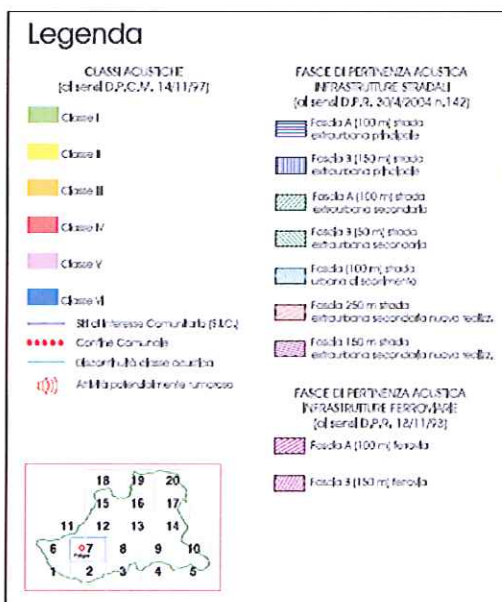 Legenda
CLASSI ACUSTICHE
(ai sensi D.P.C.M. 14/11/97)
Classe I
Classe II
Classe III
Classe IV
Classe V
Classe VI
Siti di Interesse Comunitario (S.I.C.)
Confine Comunale
Discontinuità classe acustica
Attività potenzialmente rumorosa
FASCE DI PERTINENZA ACUSTICA
INFRASTRUTTURE STRADALI
(ai sensi D.P.R. 30/4/2004 n.142)
Fascia A (100 m) strada
extraurbana principale
Fascia B (150 m) strada
extraurbana principale
Fascia A (100 m) strada
extraurbana secondaria
Fascia B (50 m) strada
extraurbana secondaria
Fascia (100 m) strada
urbana di scorrimento
Fascia 250 m strada
extraurbana secondaria nuova realizz.
Fascia 150 m strada
extraurbana secondaria nuova realizz.
FASCE DI PERTINENZA ACUSTICA
INFRASTRUTTURE FERROVIARIE
(ai sensi D.P.R. 18/11/98)
Fascia A (100 m) ferrovia
Fascia B (150 m) ferrovia
18 19 20
15 16 17
11 12 13 14
6 7 8 9 10
1 2 3 4 5